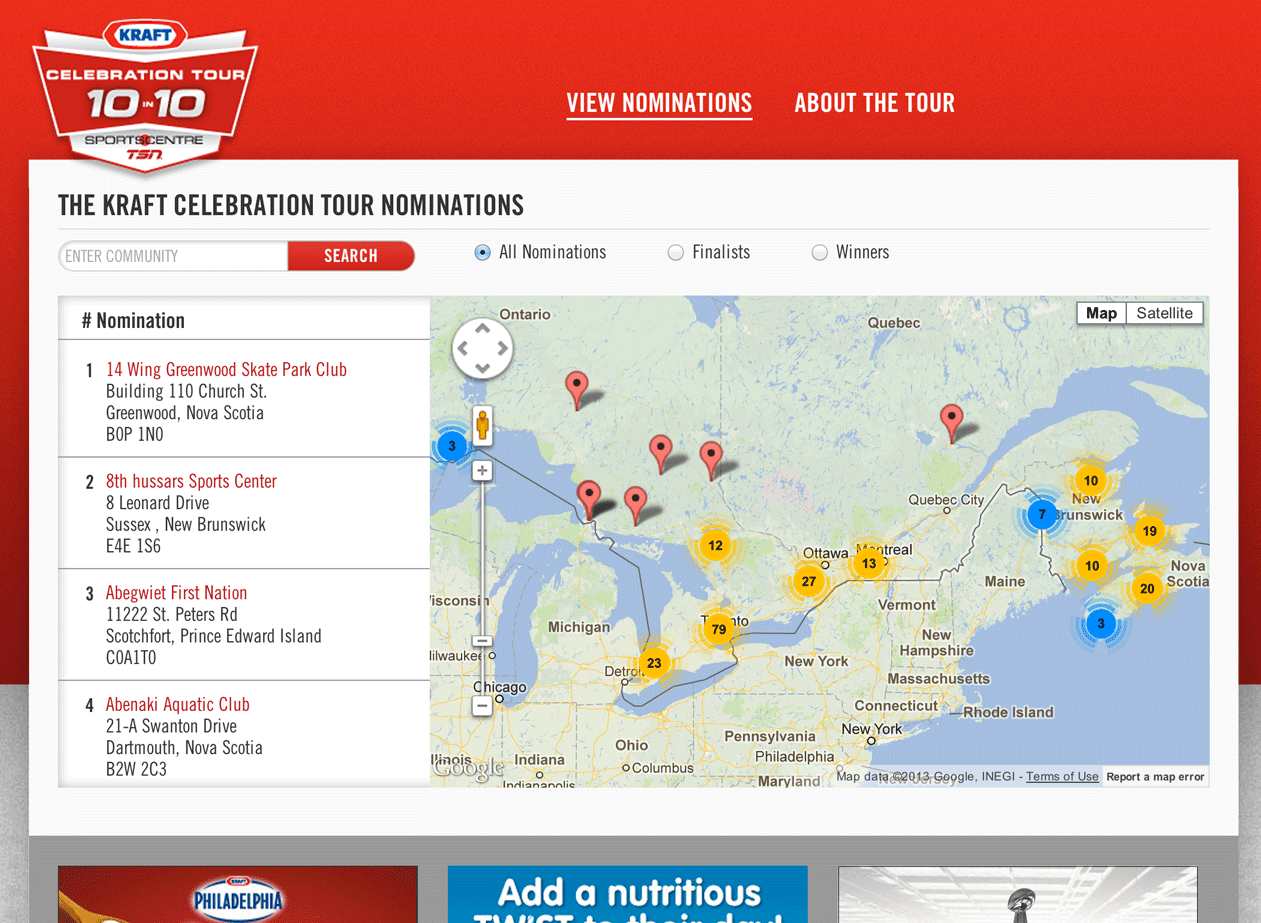 KRAFT
CELEBRATION TOUR
10 IN 10
SPORTSCENTRE
TSN
VIEW NOMINATIONS
ABOUT THE TOUR
THE KRAFT CELEBRATION TOUR NOMINATIONS
ENTER COMMUNITY
SEARCH
All Nominations
Finalists
Winners
# Nomination
1 14 Wing Greenwood Skate Park Club
Building 110 Church St.
Greenwood, Nova Scotia
B0P 1N0
2 8th hussars Sports Center
8 Leonard Drive
Sussex , New Brunswick
E4E 1S6
3 Abegwiet First Nation
11222 St. Peters Rd
Scotchfort, Prince Edward Island
C0A1T0
4 Abenaki Aquatic Club
21-A Swanton Drive
Dartmouth, Nova Scotia
B2W 2C3
Ontario
Quebec
Map
Satellite
3
10
Quebec City
7
New
Brunswick
19
12
Ottawa
Montreal
13
27
10
Nova
Scotia
Maine
20
Wisconsin
Vermont
Michigan
79
Toronto
3
New
Hampshire
23
Detroit
New York
Milwaukee
Massachusetts
Chicago
Connecticut
Rhode Island
New York
Pennsylvania
Ohio
Philadelphia
Illinois
Indiana
Columbus
Google
Maryland
New Jersey
Indianapolis
Map data ©2013 Google, INEGI - Terms of Use
Report a map error
KRAFT
PHILADELPHIA
Add a nutritious
TWIST to their day!